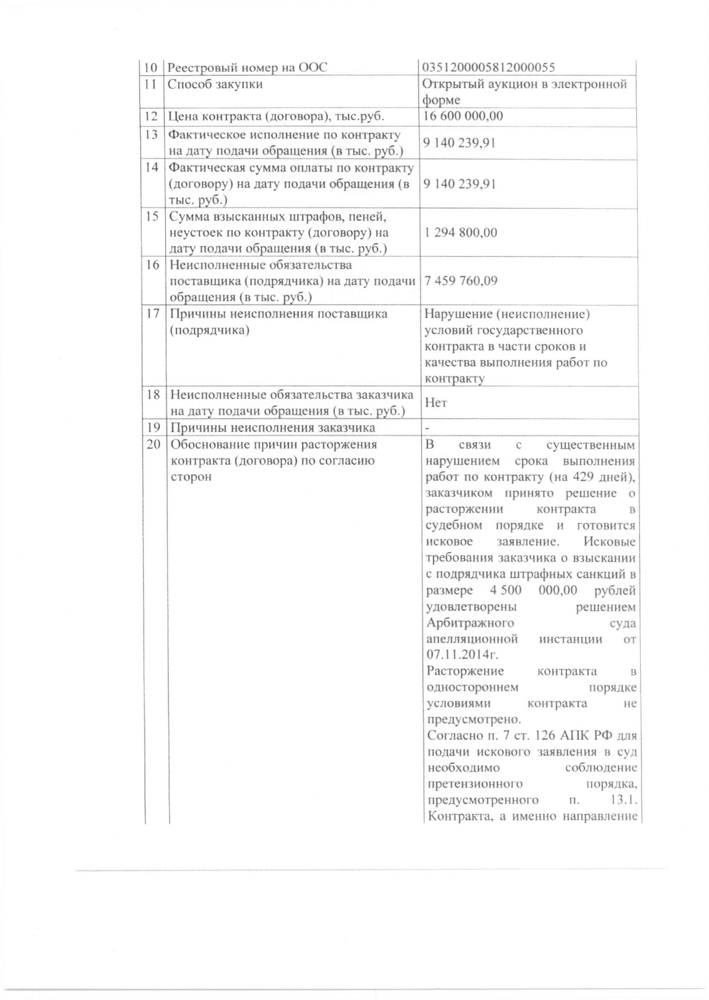 10 Реестровый номер на ООС 0351200005812000055
11 Способ закупки Открытый аукцион в электронной
форме
12 Цена контракта (договора), тыс.руб. 16 600 000,00
13 Фактическое исполнение по контракту
на дату подачи обращения (в тыс. руб.) 9 140 239,91
14 Фактическая сумма оплаты по контракту
(договору) на дату подачи обращения (в 9 140 239,91
тыс. руб.)
15 Сумма взысканных штрафов, пеней,
неустоек по контракту (договору) на 1 294 800,00
дату подачи обращения (в тыс. руб.)
16 Неисполненные обязательства
поставщика (подрядчика) на дату подачи 7 459 760,09
обращения (в тыс. руб.)
17 Причины неисполнения поставщика Нарушение (неисполнение)
(подрядчика) условий государственного
контракта в части сроков и
качества выполнения работ по
контракту
18 Неисполненные обязательства заказчика
на дату подачи обращения (в тыс. руб.) Нет
19 Причины неисполнения заказчика -
20 Обоснование причин расторжения В связи с существенным
контракта (договора) по согласию нарушением срока выполнения
сторон работ по контракту (на 429 дней),
заказчиком принято решение о
расторжении контракта в
судебном порядке и готовится
исковое заявление. Исковые
требования заказчика о взыскании
с подрядчика штрафных санкций в
размере 4 500 000,00 рублей
удовлетворены решением
Арбитражного суда
апелляционной инстанции от
07.11.2014г.
Расторжение контракта в
одностороннем порядке
условиями контракта не
предусмотрено.
Согласно п. 7 ст. 126 АПК РФ для
подачи искового заявления в суд
необходимо соблюдение
претензионного порядка,
предусмотренного п. 13.1.
Контракта, а именно направление